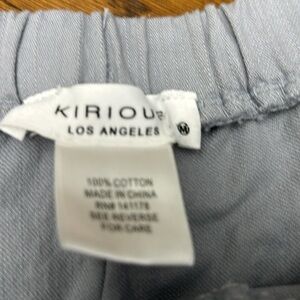 KIRIOUS
LOS ANGELES
M
100% COTTON
MADE IN CHINA
RN# 141178
SEE REVERSE
FOR CARE